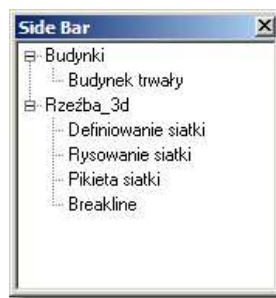 Side Bar
Budynki
Budynek trwały
Rzeźba_3d
Definiowanie siatki
Rysowanie siatki
Pikieta siatki
Breakline